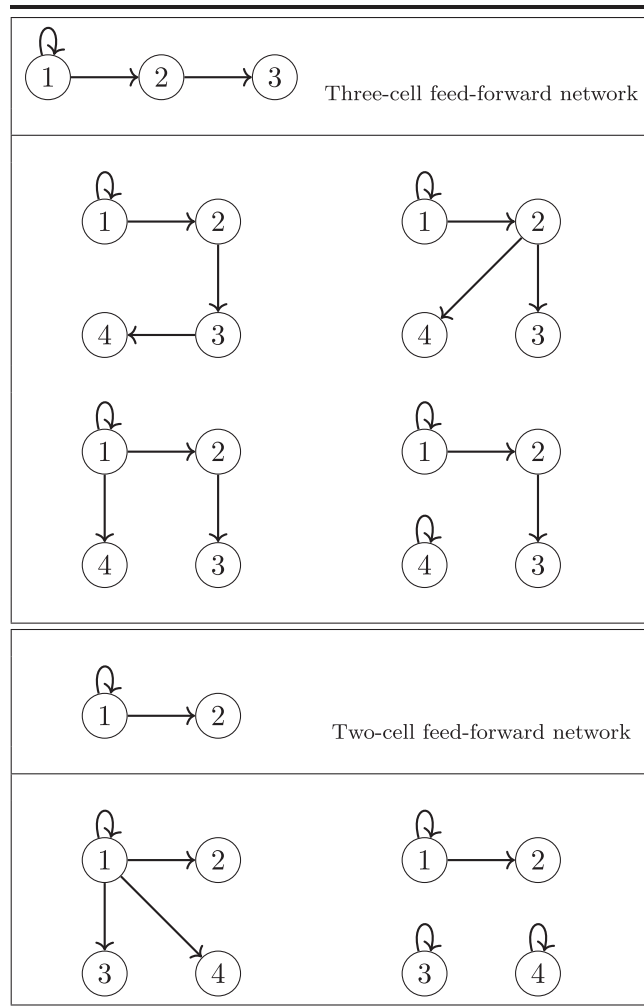 1 2 3
Three-cell feed-forward network
1 2 1 2
4 3 4 3
1 2 1 2
4 3 4 3
1 2
Two-cell feed-forward network
1 2 1 2
3 4 3 4